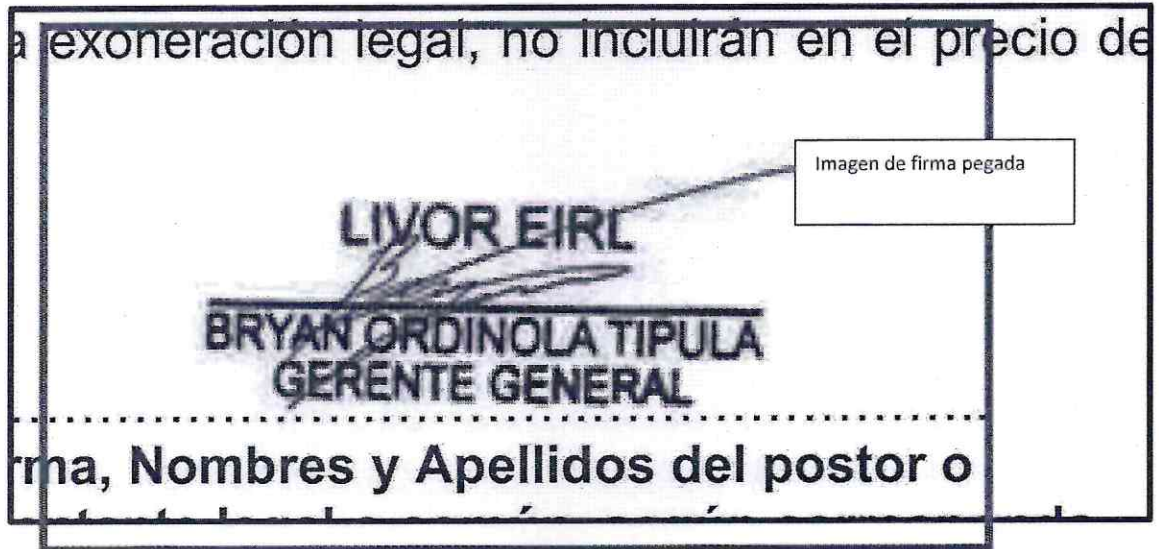 a exoneración legal, no incluirán en el precio de
Imagen de firma pegada
LIVOR EIRL
BRYAN ORDINOLA TIPULA
GERENTE GENERAL
rma, Nombres y Apellidos del postor o